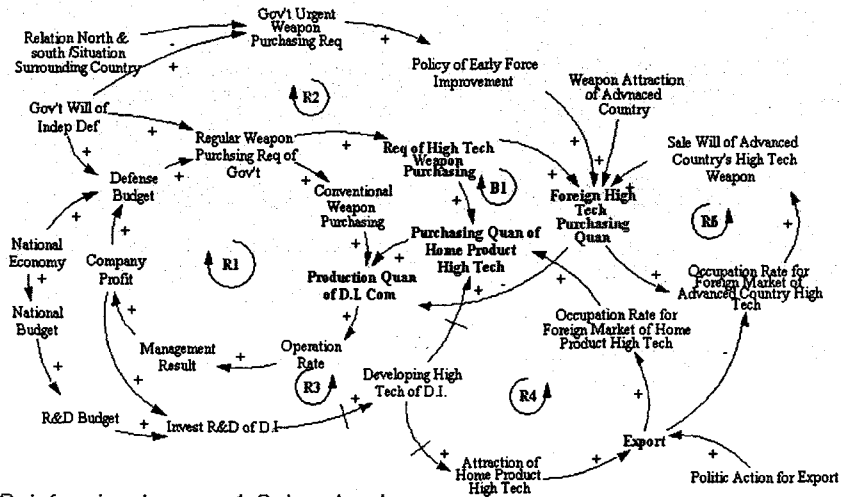 Gov't Urgent
Weapon
Purchasing Req
Relation North &
south /Situation
Surrounding Country
-
+
+
Policy of Early Force
Improvement
Weapon Attraction
of Advnaced
Country
R2
Gov't Will of
Indep Def
+
+
Regular Weapon
Purchsing Req of
Gov't
+
+
Req of High Tech
Weapon
Purchasing
+
+
+
+
Sale Will of Advanced
Country's High Tech
Weapon
Defense
Budget
+
Conventional
Weapon
Purchasing
+
B1
Foreign High
Tech
Purchasing
Quan
R5
+
+
National
Economy
+
+
Company
Profit
R1
+
Purchasing Quan of
Home Product
High Tech
+
+
Production Quan
of D.I. Com
+
-
+
Occupation Rate for
Foreign Market of
Advanced Country High
Tech
National
Budget
+
Management
Result
+
Operation
Rate
R3
Occupation Rate for
Foreign Market of Home
Product High Tech
-
+
Developing High
Tech of D.I.
R4
+
R&D Budget
+
Invest R&D of D.I
+
+
Attraction of
Home Product
High Tech
+
Export
+
Politic Action for Export